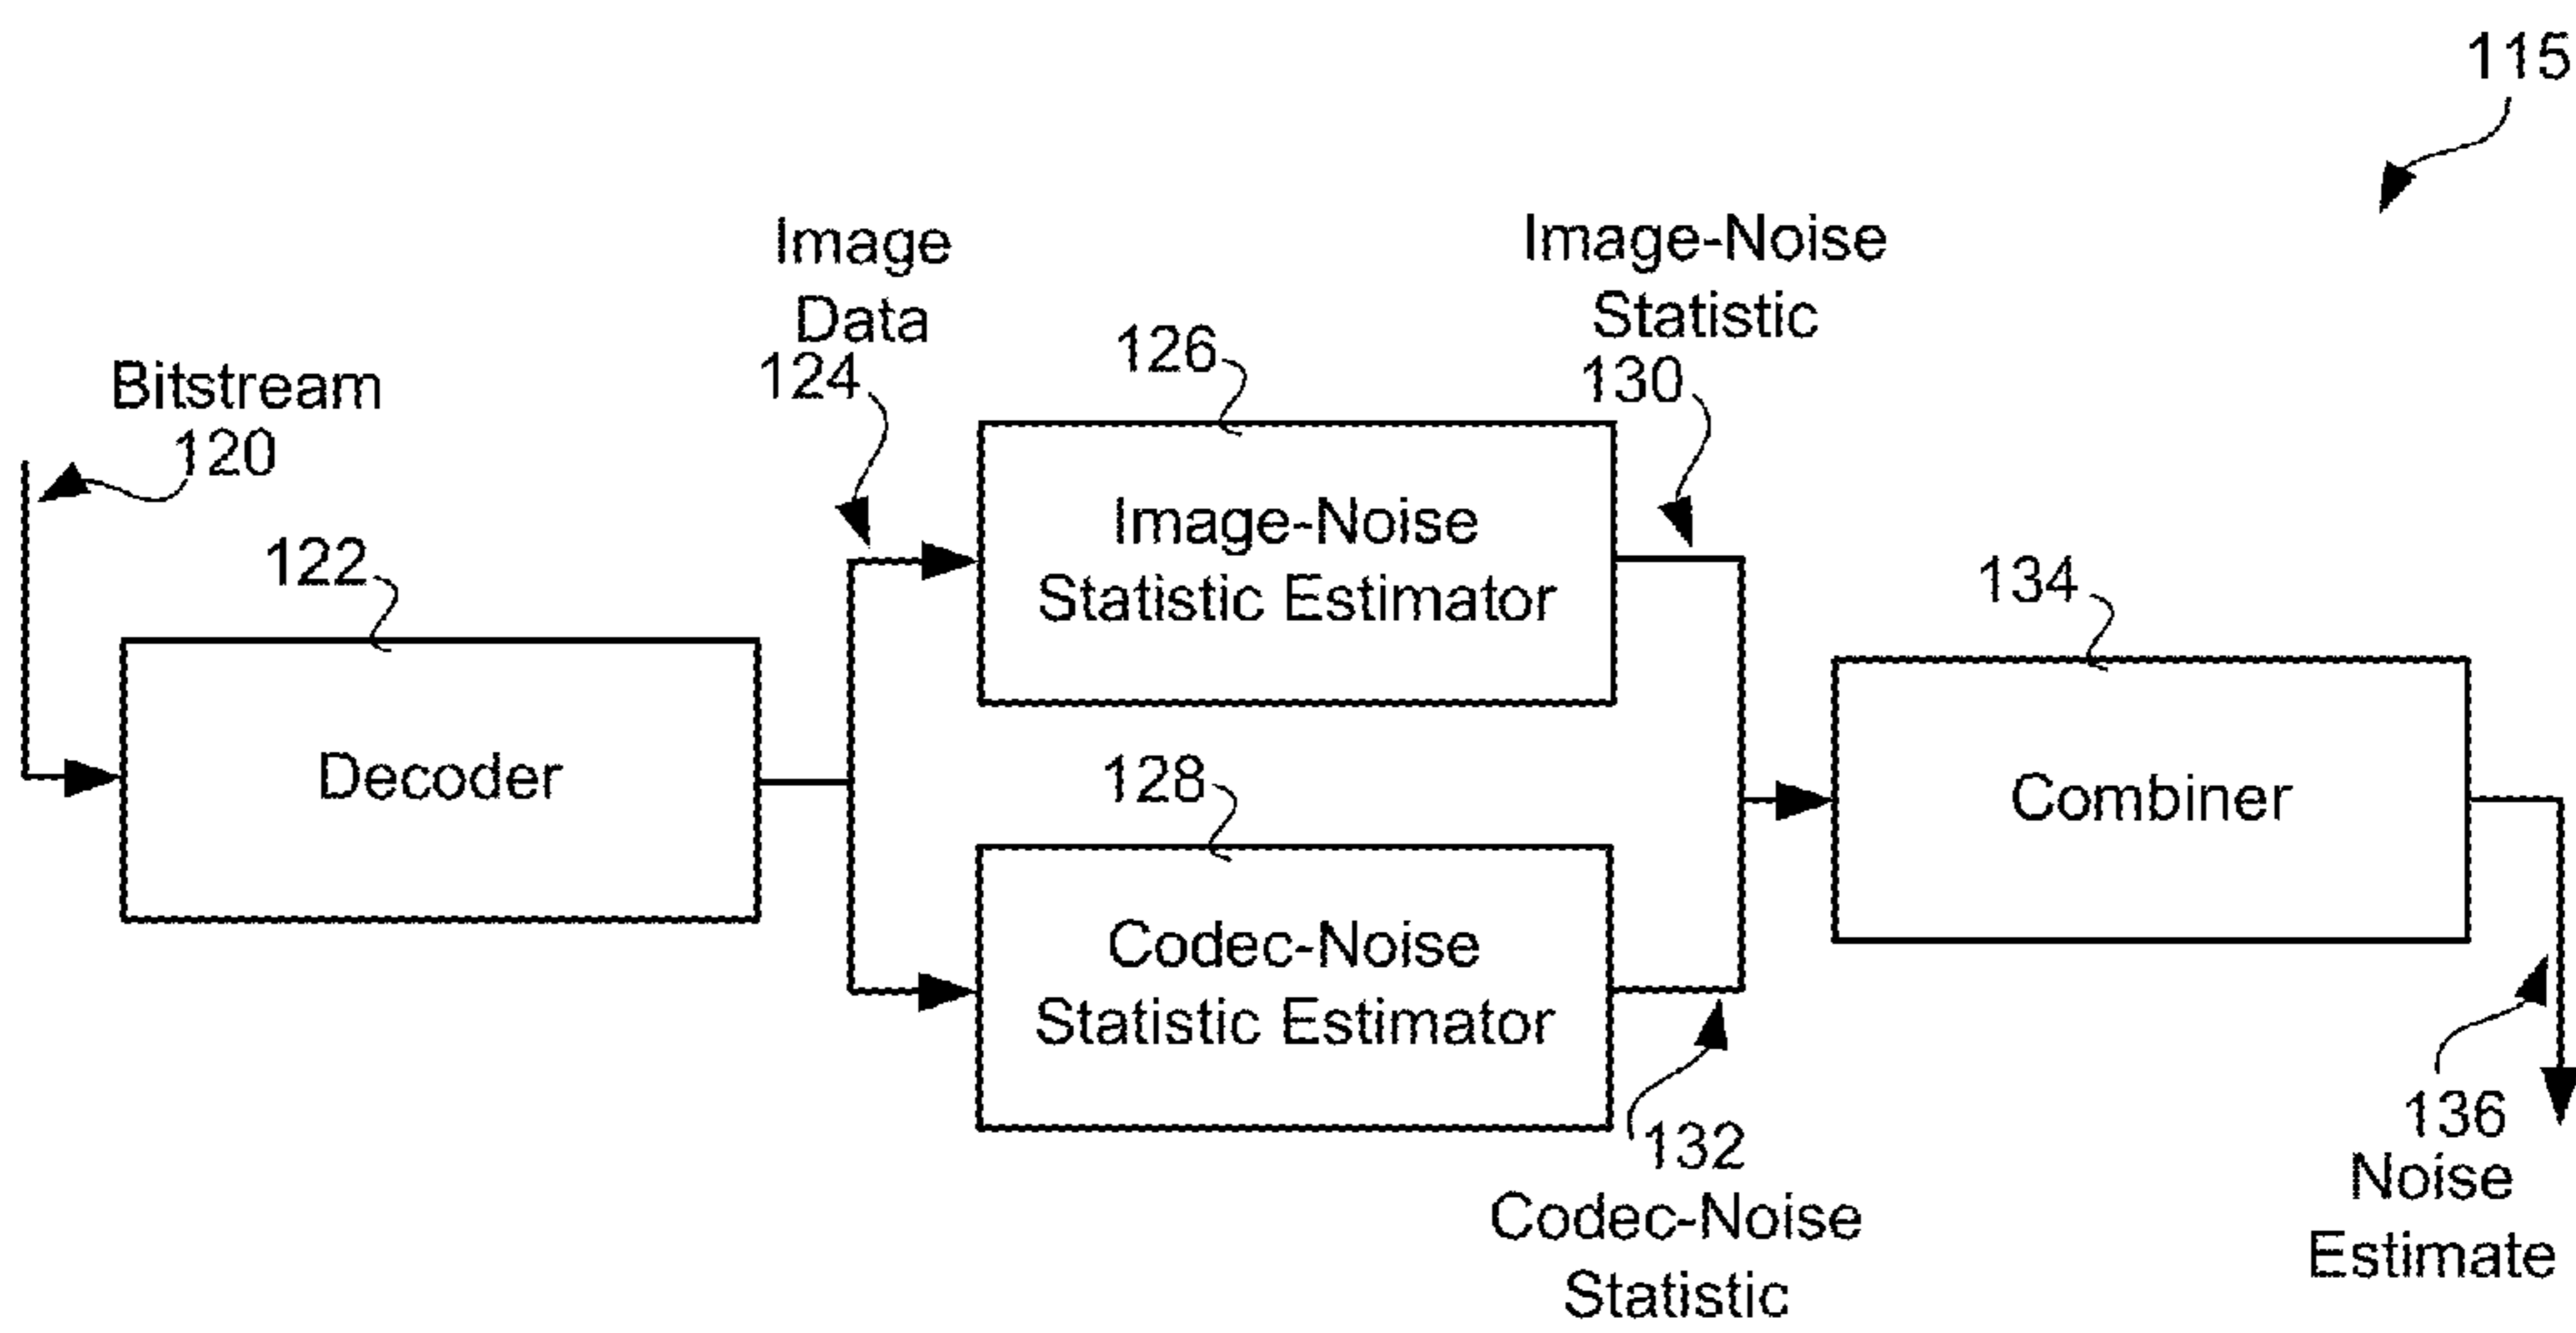 115
Image
Data
124
Image-Noise
Statistic
130
126
Bitstream
120
122
Image-Noise
Statistic Estimator
134
Decoder
128
Combiner
Codec-Noise
Statistic Estimator
132
Codec-Noise
Statistic
136
Noise
Estimate